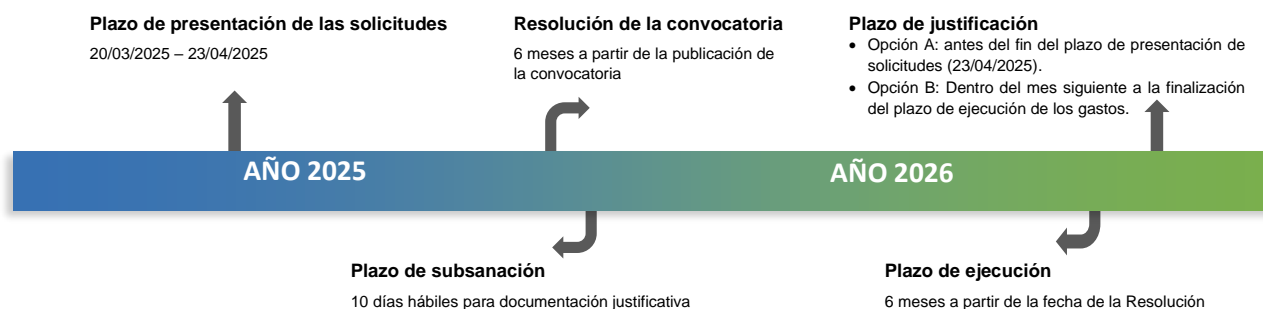 Plazo de presentación de las solicitudes
20/03/2025 – 23/04/2025
Resolución de la convocatoria
6 meses a partir de la publicación de
la convocatoria
Plazo de justificación
• Opción A: antes del fin del plazo de presentación de
solicitudes (23/04/2025).
• Opción B: Dentro del mes siguiente a la finalización
del plazo de ejecución de los gastos.
AÑO 2025
AÑO 2026
Plazo de subsanación
10 días hábiles para documentación justificativa
Plazo de ejecución
6 meses a partir de la fecha de la Resolución